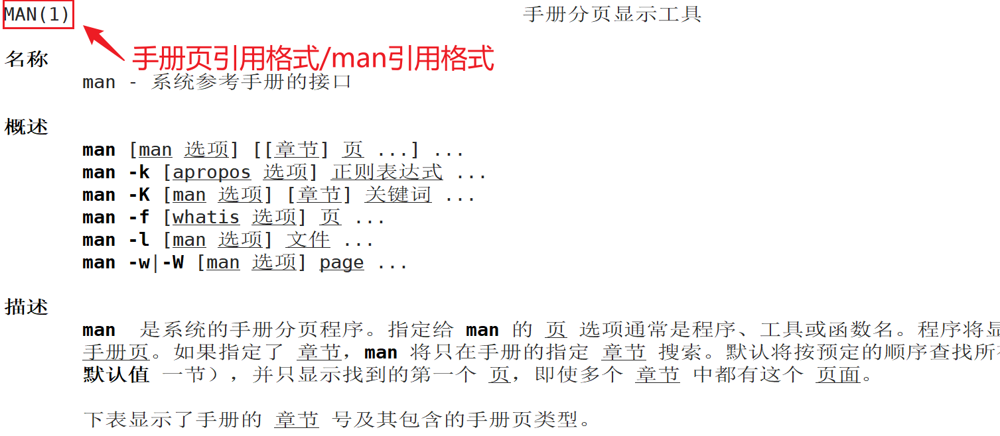 MAN(1) 手册分页显示工具
手册页引用格式/man引用格式
名称
man - 系统参考手册的接口
概述
man [man 选项] [[章节] 页 ...] ...
man -k [apropos 选项] 正则表达式 ...
man -K [man 选项] [章节] 关键词 ...
man -f [whatis 选项] 页 ...
man -l [man 选项] 文件 ...
man -w|-W [man 选项] page ...
描述
man 是系统的手册分页程序。指定给 man 的 页 选项通常是程序、工具或函数名。程序将显
手册页。如果指定了 章节，man 将只在手册的指定 章节 搜索。默认将按预定的顺序查找所
默认值 一节），并只显示找到的第一个 页，即使多个 章节 中都有这个 页面。
下表显示了手册的 章节 号及其包含的手册页类型。